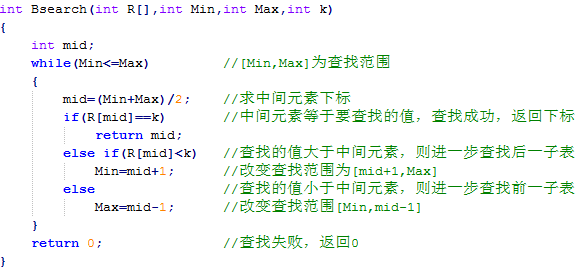 int Bsearch(int R[],int Min,int Max,int k)
{
    int mid;
    while(Min<=Max)         //[Min,Max]为查找范围
    {
        mid=(Min+Max)/2;    //求中间元素下标
        if(R[mid]==k)       //中间元素等于要查找的值，查找成功，返回下标
            return mid;
        else if(R[mid]<k)   //查找的值大于中间元素，则进一步查找后一子表
            Min=mid+1;      //改变查找范围为[mid+1,Max]
        else                //查找的值小于中间元素，则进一步查找前一子表
            Max=mid-1;      //改变查找范围[Min,mid-1]
    }
    return 0;               //查找失败，返回0
}